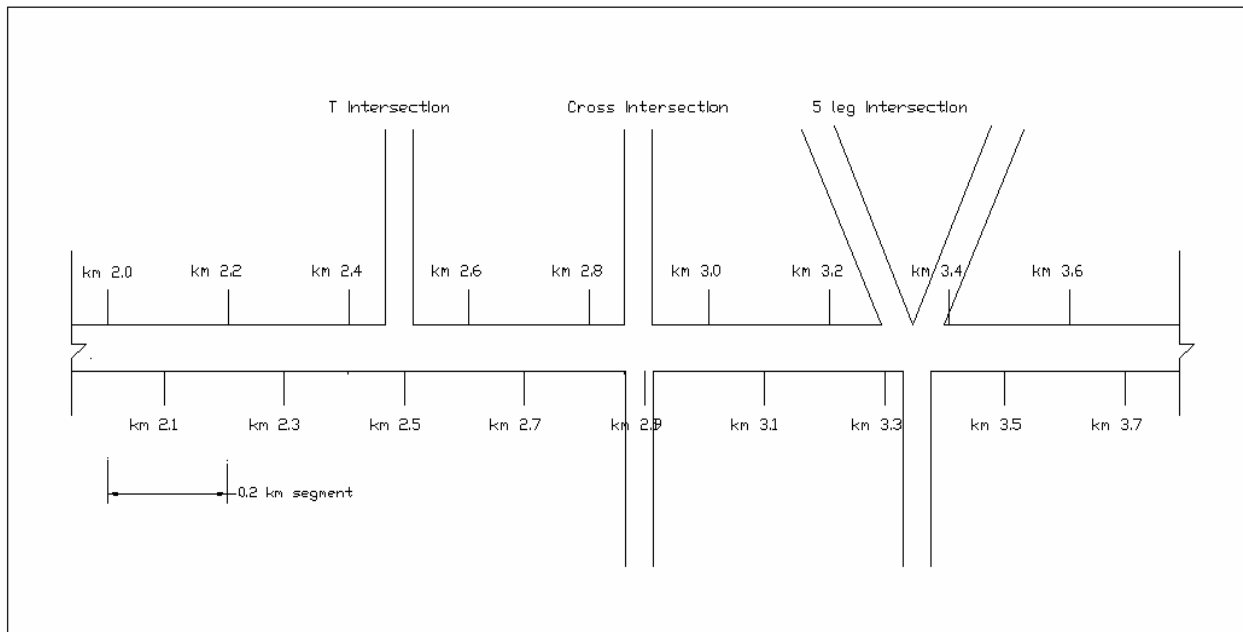 T Intersection
Cross Intersection
5 leg Intersection
km 2.0
km 2.2
km 2.4
km 2.6
km 2.8
km 3.0
km 3.2
km 3.4
km 3.6
km 2.1
km 2.3
km 2.5
km 2.7
km 2.9
km 3.1
km 3.3
km 3.5
km 3.7
0.2 km segment